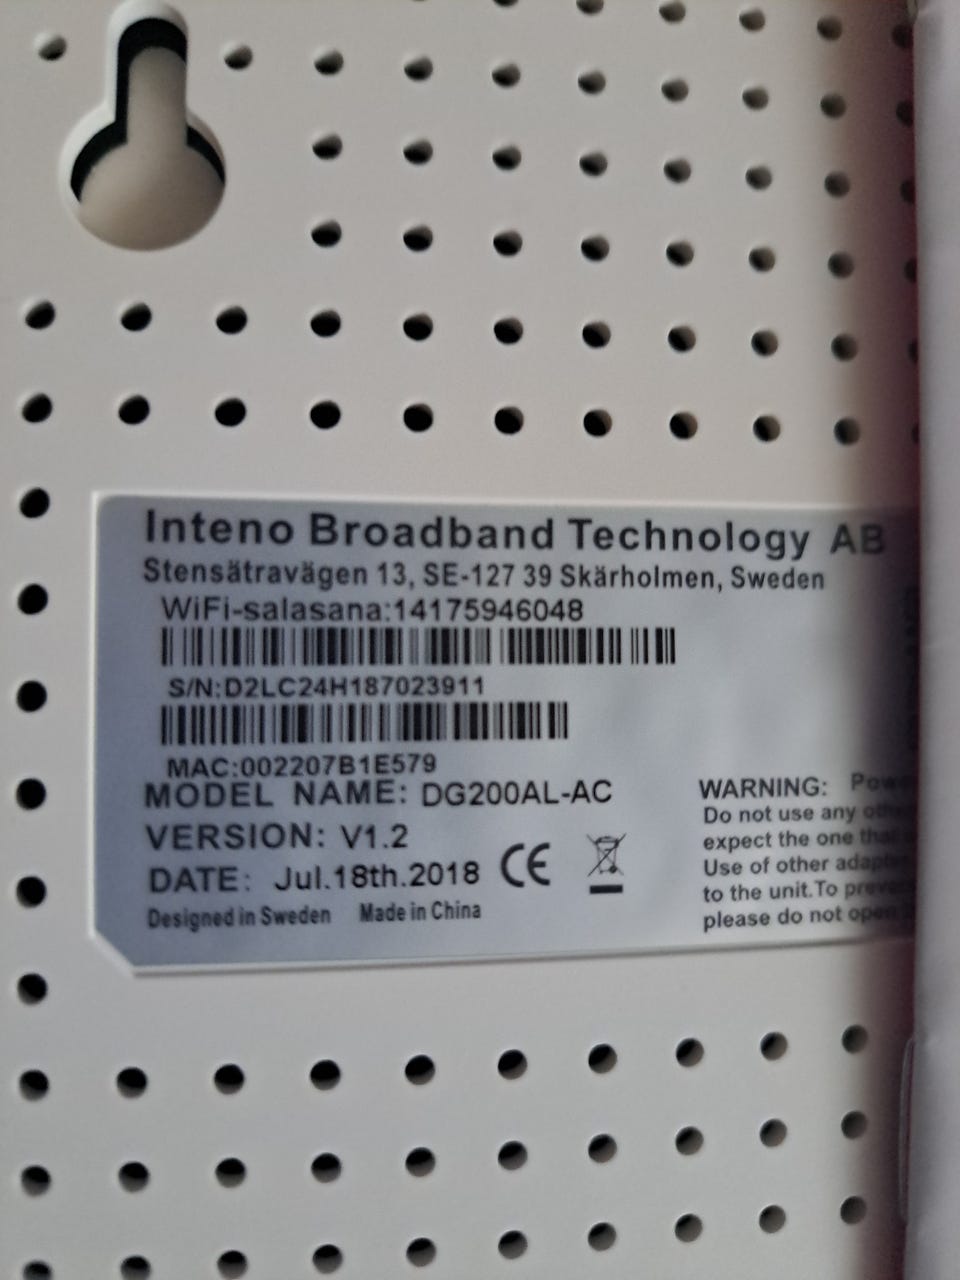 Inteno Broadband Technology AB
Stensätravägen 13, SE-127 39 Skärholmen, Sweden
WiFi-salasana:14175946048
S/N:D2LC24H187023911
MAC:002207B1E579
MODEL NAME: DG200AL-AC
VERSION: V1.2
DATE: Jul.18th.2018
CE
Designed in Sweden Made in China
WARNING:
Do not use any
expect the one
Use of other
to the unit.To
please do not open